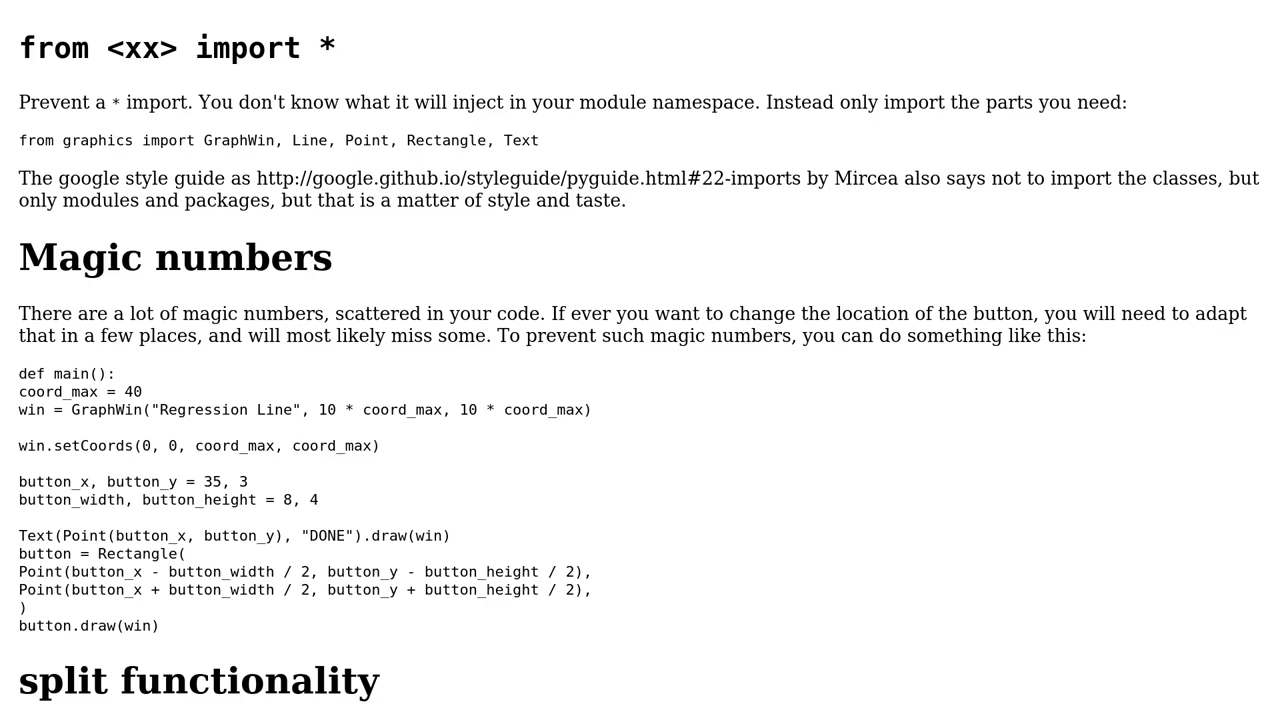 from <xx> import *
Prevent a * import. You don't know what it will inject in your module namespace. Instead only import the parts you need:
from graphics import GraphWin, Line, Point, Rectangle, Text
The google style guide as http://google.github.io/styleguide/pyguide.html#22-imports by Mircea also says not to import the classes, but
only modules and packages, but that is a matter of style and taste.
Magic numbers
There are a lot of magic numbers, scattered in your code. If ever you want to change the location of the button, you will need to adapt
that in a few places, and will most likely miss some. To prevent such magic numbers, you can do something like this:
def main():
coord_max = 40
win = GraphWin("Regression Line", 10 * coord_max, 10 * coord_max)
win.setCoords(0, 0, coord_max, coord_max)
button_x, button_y = 35, 3
button_width, button_height = 8, 4
Text(Point(button_x, button_y), "DONE").draw(win)
button = Rectangle(
Point(button_x - button_width / 2, button_y - button_height / 2),
Point(button_x + button_width / 2, button_y + button_height / 2),
)
button.draw(win)
split functionality